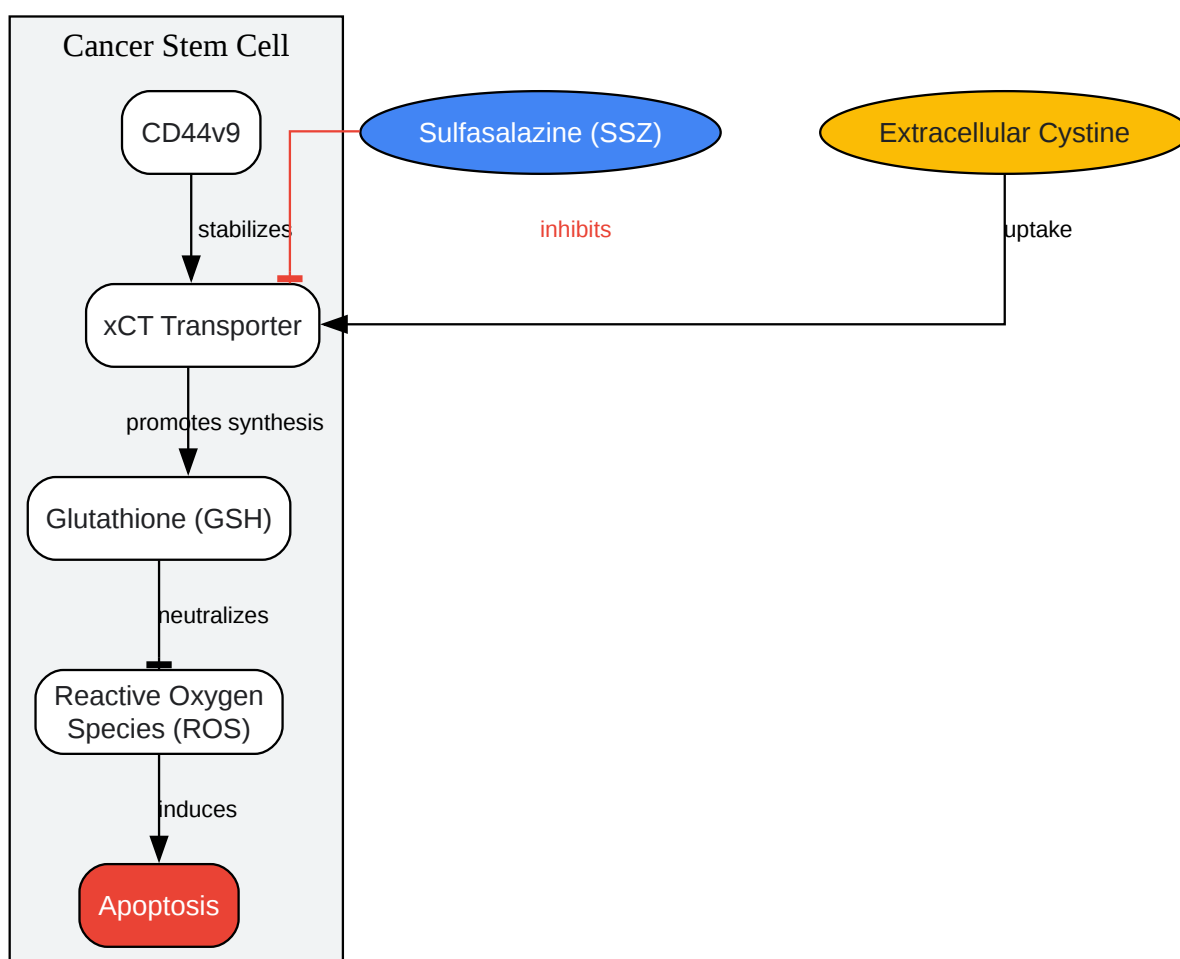 Cancer Stem Cell
CD44v9
Sulfasalazine (SSZ)
Extracellular Cystine
stabilizes
inhibits
uptake
xCT Transporter
promotes synthesis
Glutathione (GSH)
neutralizes
Reactive Oxygen
Species (ROS)
induces
Apoptosis